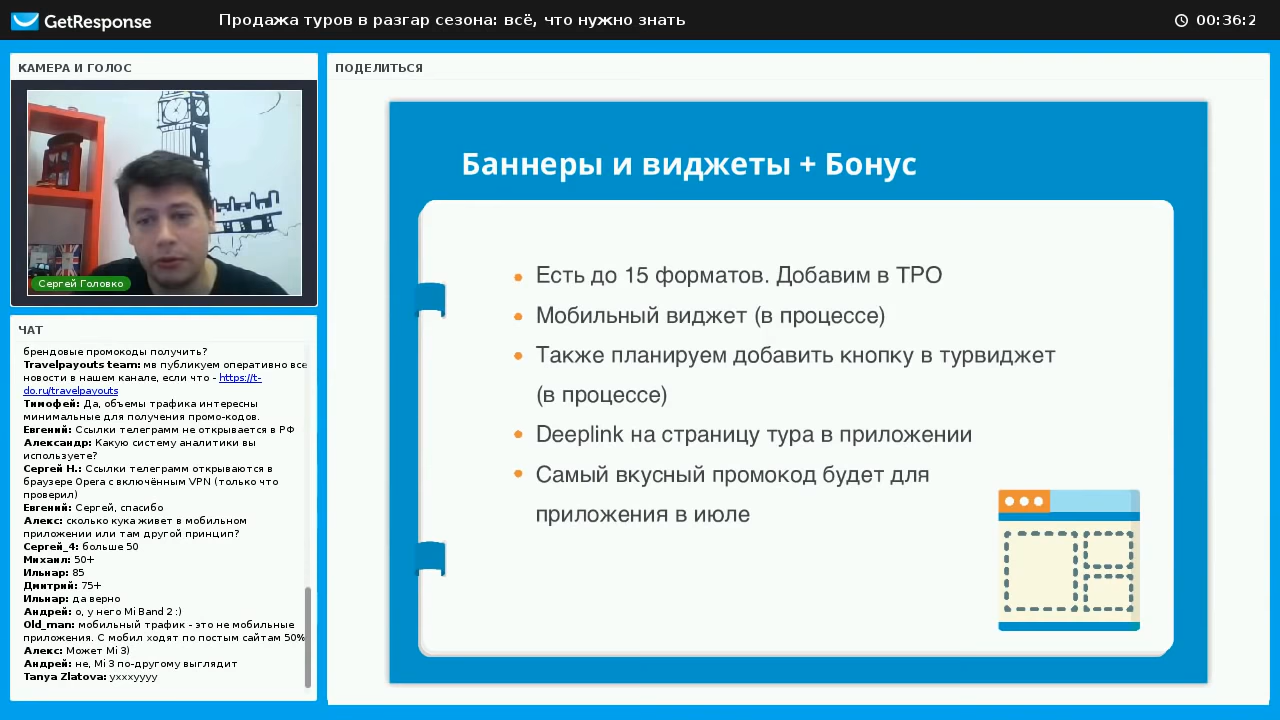 GetResponse
Продажа туров в разгар сезона: всё, что нужно знать
00:36:2
КАМЕРА И ГОЛОС
Сергей Головко
ЧАТ
брендовые промокоды получить?
Travelpayouts team: мв публикуем оперативно все
новости в нашем канале, если что - https://t-
do.ru/travelpayouts
Тимофей: Да, объемы трафика интересны
минимальные для получения промо-кодов.
Евгений: Ссылки телеграмм не открывается в РФ
Александр: Какую систему аналитики вы
используете?
Сергей Н.: Ссылки телеграмм открываются в
браузере Opera с включённым VPN (только что
проверил)
Евгений: Сергей, спасибо
Алекс: сколько кука живет в мобильном
приложении или там другой принцип?
Сергей_4: больше 50
Михаил: 50+
Ильнар: 85
Дмитрий: 75+
Ильнар: да верно
Андрей: о, у него Mi Band 2 :)
Old_man: мобильный трафик - это не мобильные
приложения. С мобил ходят по постым сайтам 50%
Алекс: Может Mi 3)
Андрей: не, Mi 3 по-другому выглядит
Tanya Zlatova: ухххуууу
ПОДЕЛИТЬСЯ
Баннеры и виджеты + Бонус
• Есть до 15 форматов. Добавим в TPO
• Мобильный виджет (в процессе)
• Также планируем добавить кнопку в турвиджет
(в процессе)
• Deeplink на страницу тура в приложении
• Самый вкусный промокод будет для
приложения в июле